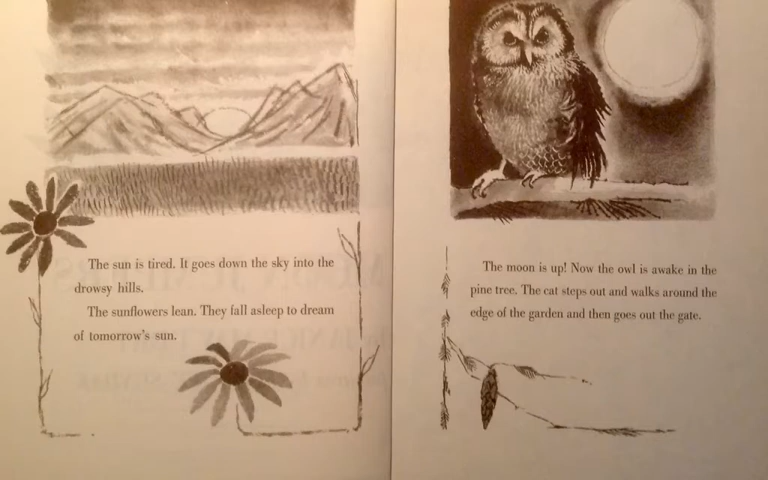 The sun is tired. It goes down the sky into the
drowsy hills.
The sunflowers lean. They fall asleep to dream
of tomorrow's sun.
The moon is up! Now the owl is awake in the
pine tree. The cat steps out and walks around the
edge of the garden and then goes out the gate.